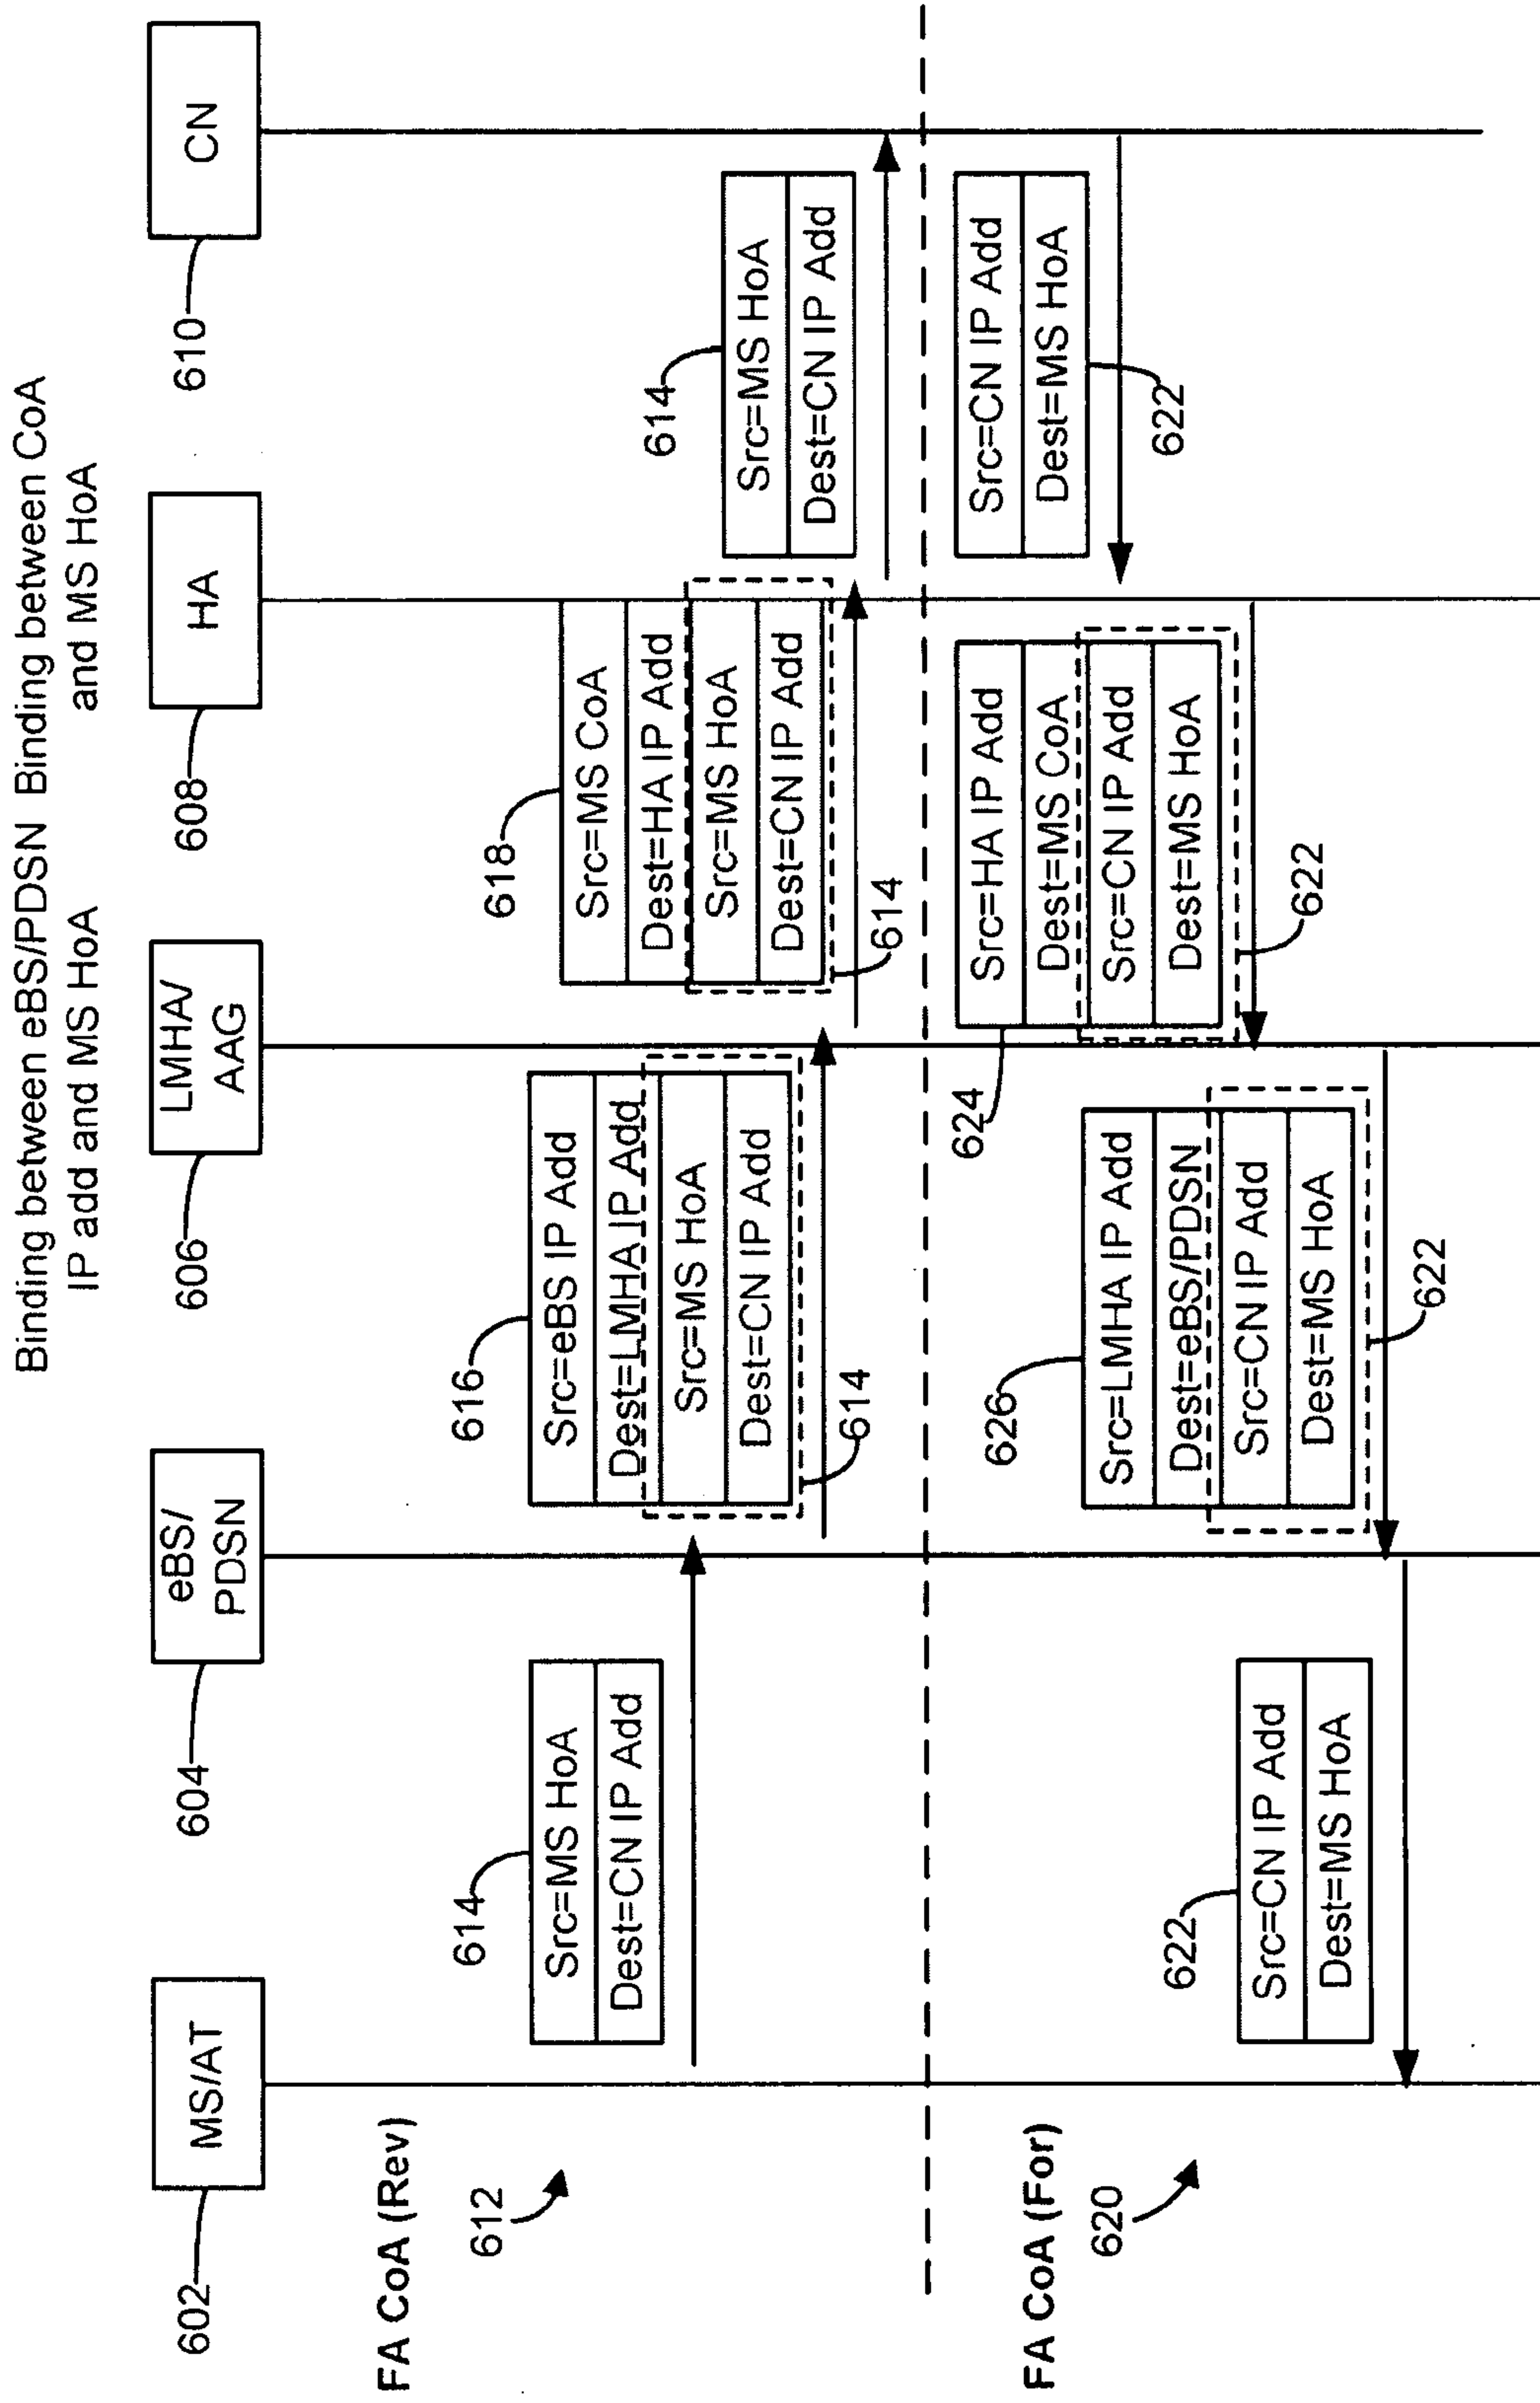 Binding between eBS/PDSN Binding between CoA
IP add and MS HoA and MS HoA
MS/AT
eBS/
PDSN
LMHA/
AAG
HA
CN
602
604
606
608
610
FA CoA (Rev)
612
614
Src=MS HoA
Dest=CN IP Add
616
Src=eBS IP Add
Dest=LMHA IP Add
Src=MS HoA
Dest=CN IP Add
614
618
Src=MS CoA
Dest=HA IP Add
Src=MS HoA
Dest=CN IP Add
614
614
Src=MS HoA
Dest=CN IP Add
FA CoA (For)
620
Src=CN IP Add
Dest=MS HoA
622
624
Src=HA IP Add
Dest=MS CoA
Src=CN IP Add
Dest=MS HoA
622
626
Src=LMHA IP Add
Dest=eBS/PDSN
Src=CN IP Add
Dest=MS HoA
622
622
Src=CN IP Add
Dest=MS HoA